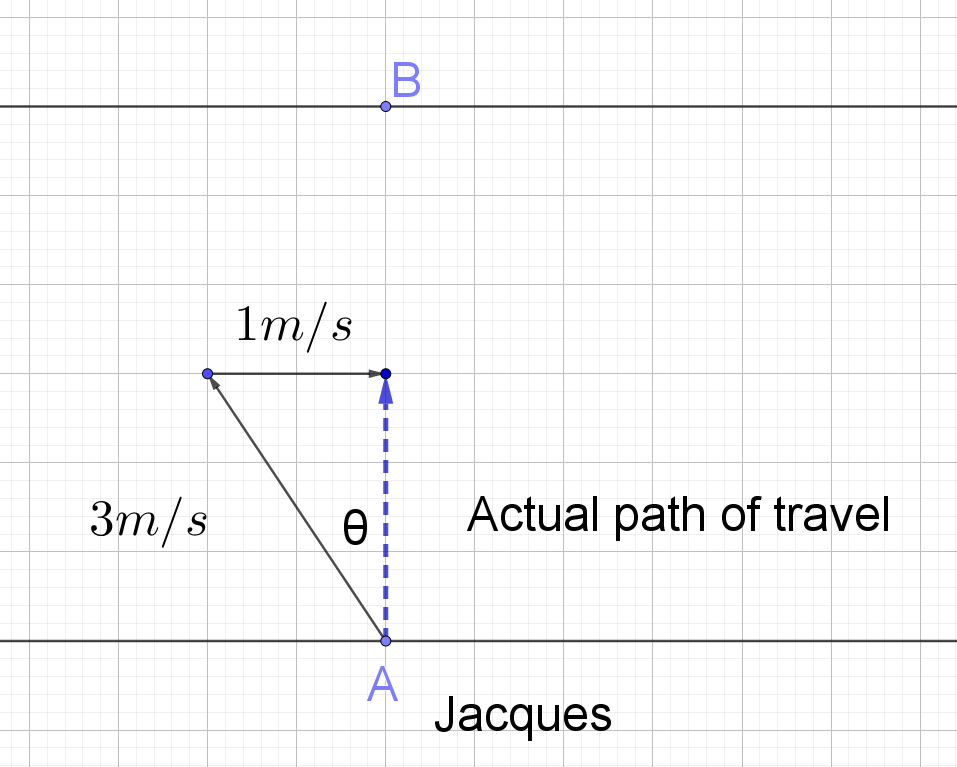 B
1m/s
3m/s
θ
Actual path of travel
A
Jacques